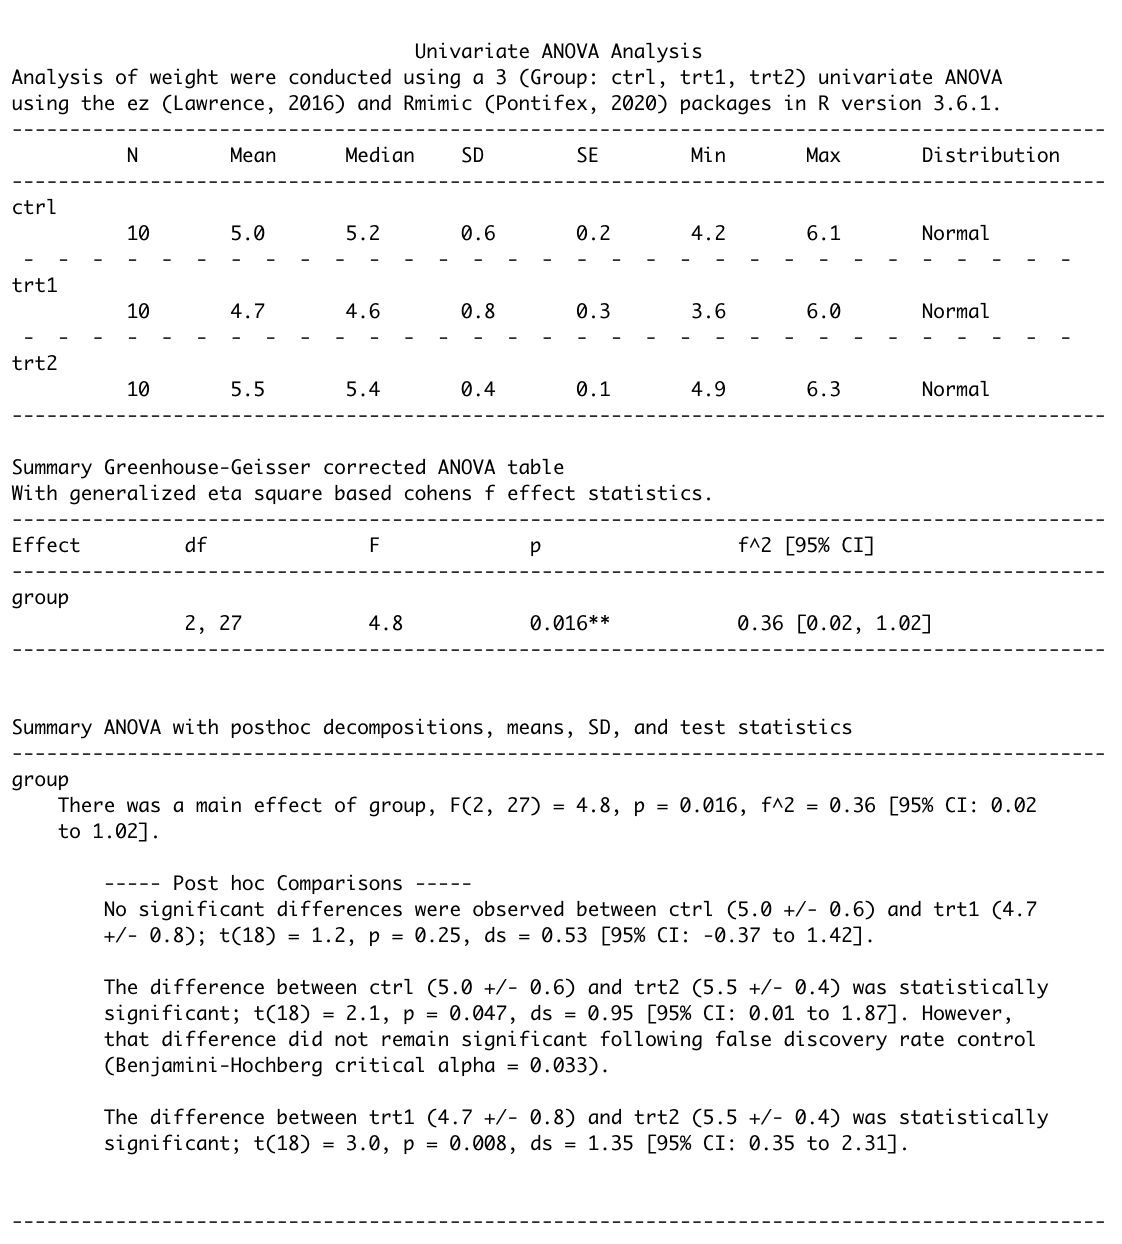 Univariate ANOVA Analysis
Analysis of weight were conducted using a 3 (Group: ctrl, trt1, trt2) univariate ANOVA
using the ez (Lawrence, 2016) and Rmimic (Pontifex, 2020) packages in R version 3.6.1.
-----------------------------------------------------------------------------------------------
N Mean Median SD SE Min Max Distribution
-----------------------------------------------------------------------------------------------
ctrl
10 5.0 5.2 0.6 0.2 4.2 6.1 Normal
- - - - - - - - - - - - - - - - - - - - - - - - - - - - - - -
trt1
10 4.7 4.6 0.8 0.3 3.6 6.0 Normal
- - - - - - - - - - - - - - - - - - - - - - - - - - - - - - -
trt2
10 5.5 5.4 0.4 0.1 4.9 6.3 Normal
-----------------------------------------------------------------------------------------------
Summary Greenhouse-Geisser corrected ANOVA table
With generalized eta square based cohens f effect statistics.
-----------------------------------------------------------------------------------------------
Effect df F p f^2 [95% CI]
-----------------------------------------------------------------------------------------------
group
2, 27 4.8 0.016** 0.36 [0.02, 1.02]
-----------------------------------------------------------------------------------------------
Summary ANOVA with posthoc decompositions, means, SD, and test statistics
-----------------------------------------------------------------------------------------------
group
There was a main effect of group, F(2, 27) = 4.8, p = 0.016, f^2 = 0.36 [95% CI: 0.02
to 1.02].
----- Post hoc Comparisons -----
No significant differences were observed between ctrl (5.0 +/- 0.6) and trt1 (4.7
+/- 0.8); t(18) = 1.2, p = 0.25, ds = 0.53 [95% CI: -0.37 to 1.42].
The difference between ctrl (5.0 +/- 0.6) and trt2 (5.5 +/- 0.4) was statistically
significant; t(18) = 2.1, p = 0.047, ds = 0.95 [95% CI: 0.01 to 1.87]. However,
that difference did not remain significant following false discovery rate control
(Benjamini-Hochberg critical alpha = 0.033).
The difference between trt1 (4.7 +/- 0.8) and trt2 (5.5 +/- 0.4) was statistically
significant; t(18) = 3.0, p = 0.008, ds = 1.35 [95% CI: 0.35 to 2.31].
-----------------------------------------------------------------------------------------------